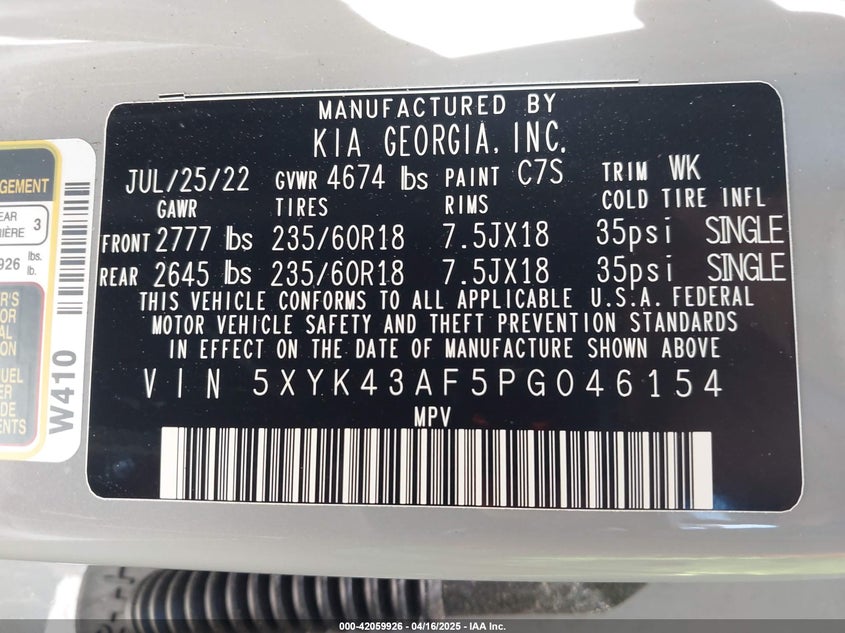 MANUFACTURED BY
KIA GEORGIA, INC.
JUL/25/22 GVWR 4674 lbs PAINT C7S TRIM WK
GAWR TIRES RIMS COLD TIRE INFL
FRONT 2777 lbs 235/60R18 7.5JX18 35psi SINGLE
REAR 2645 lbs 235/60R18 7.5JX18 35psi SINGLE
THIS VEHICLE CONFORMS TO ALL APPLICABLE U.S.A. FEDERAL
MOTOR VEHICLE SAFETY AND THEFT PREVENTION STANDARDS
IN EFFECT ON THE DATE OF MANUFACTURE SHOWN ABOVE
VIN 5XYK43AF5PG046154
MPV
3
926 lbs.
W410
000-42059926 - 04/16/2025 - IAA Inc.